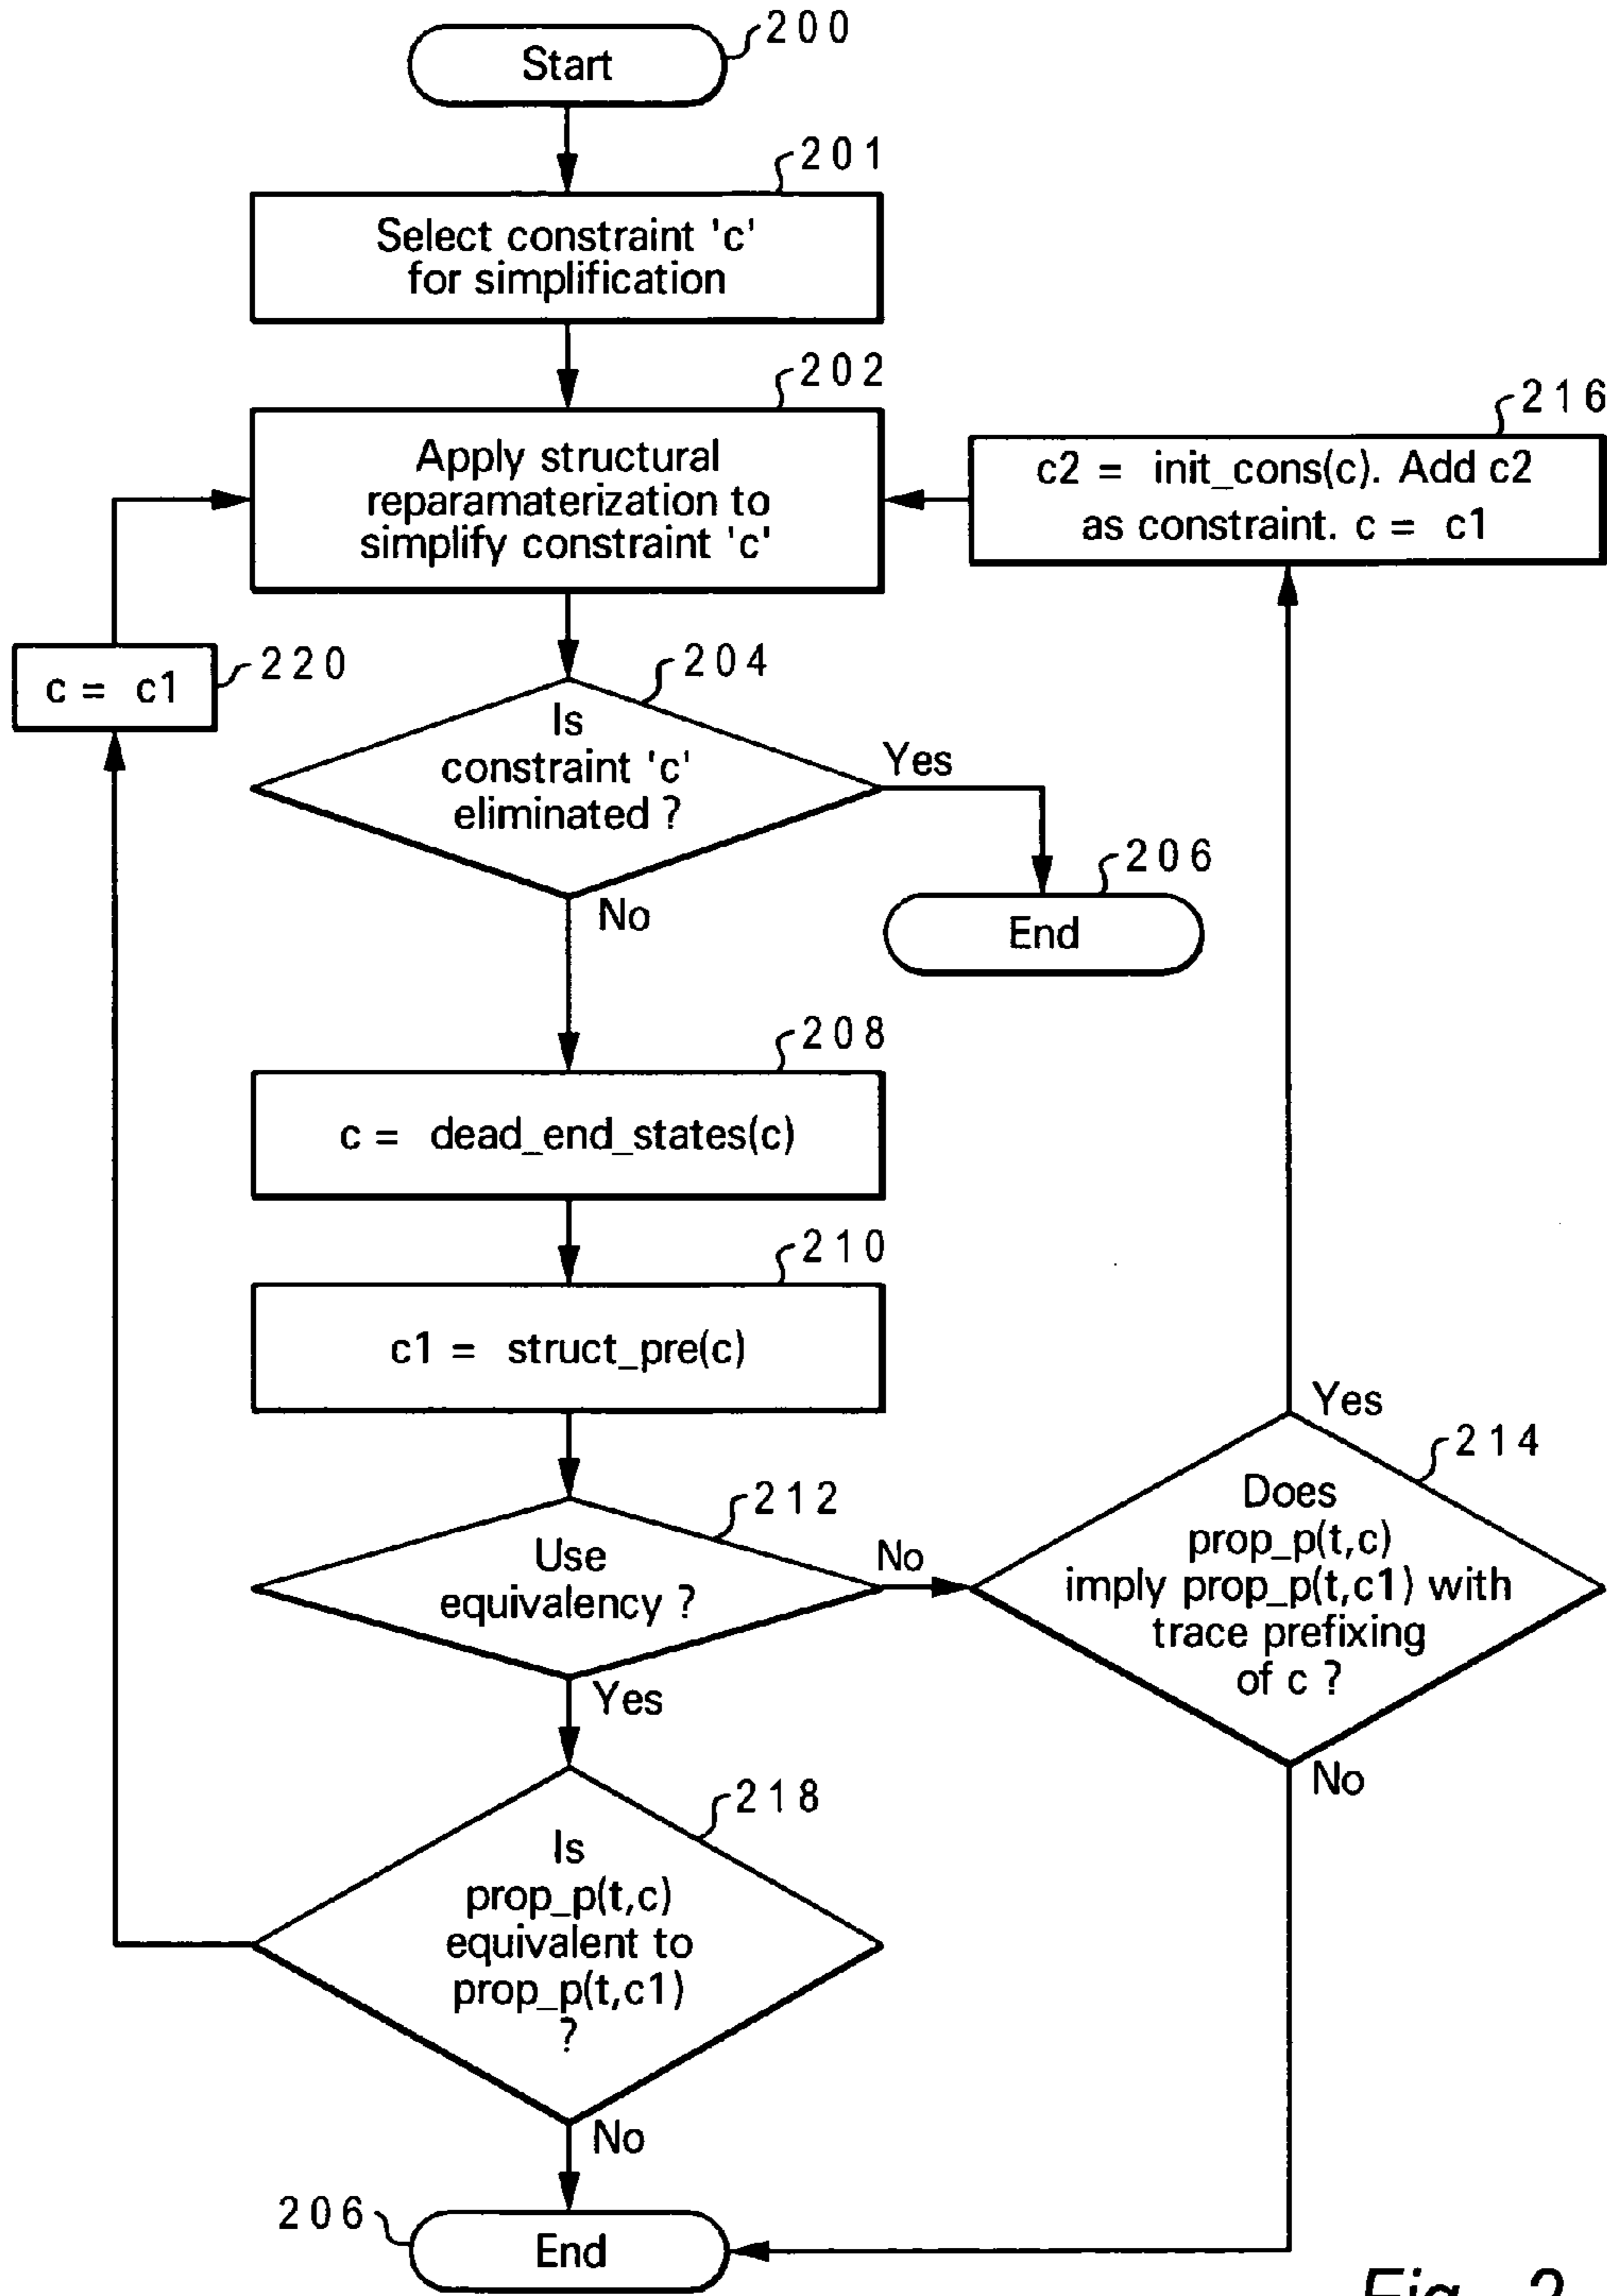 200
Start
201
Select constraint 'c'
for simplification
202
Apply structural
reparamaterization to
simplify constraint 'c'
216
c2 = init_cons(c). Add c2
as constraint. c = c1
220
c = c1
204
Is
constraint 'c'
eliminated ?
Yes
No
206
End
208
c = dead_end_states(c)
210
c1 = struct_pre(c)
212
Use
equivalency ?
No
Yes
214
Does
prop_p(t,c)
imply prop_p(t,c1) with
trace prefixing
of c ?
Yes
No
218
Is
prop_p(t,c)
equivalent to
prop_p(t,c1)
?
No
206
End
Fig. 2